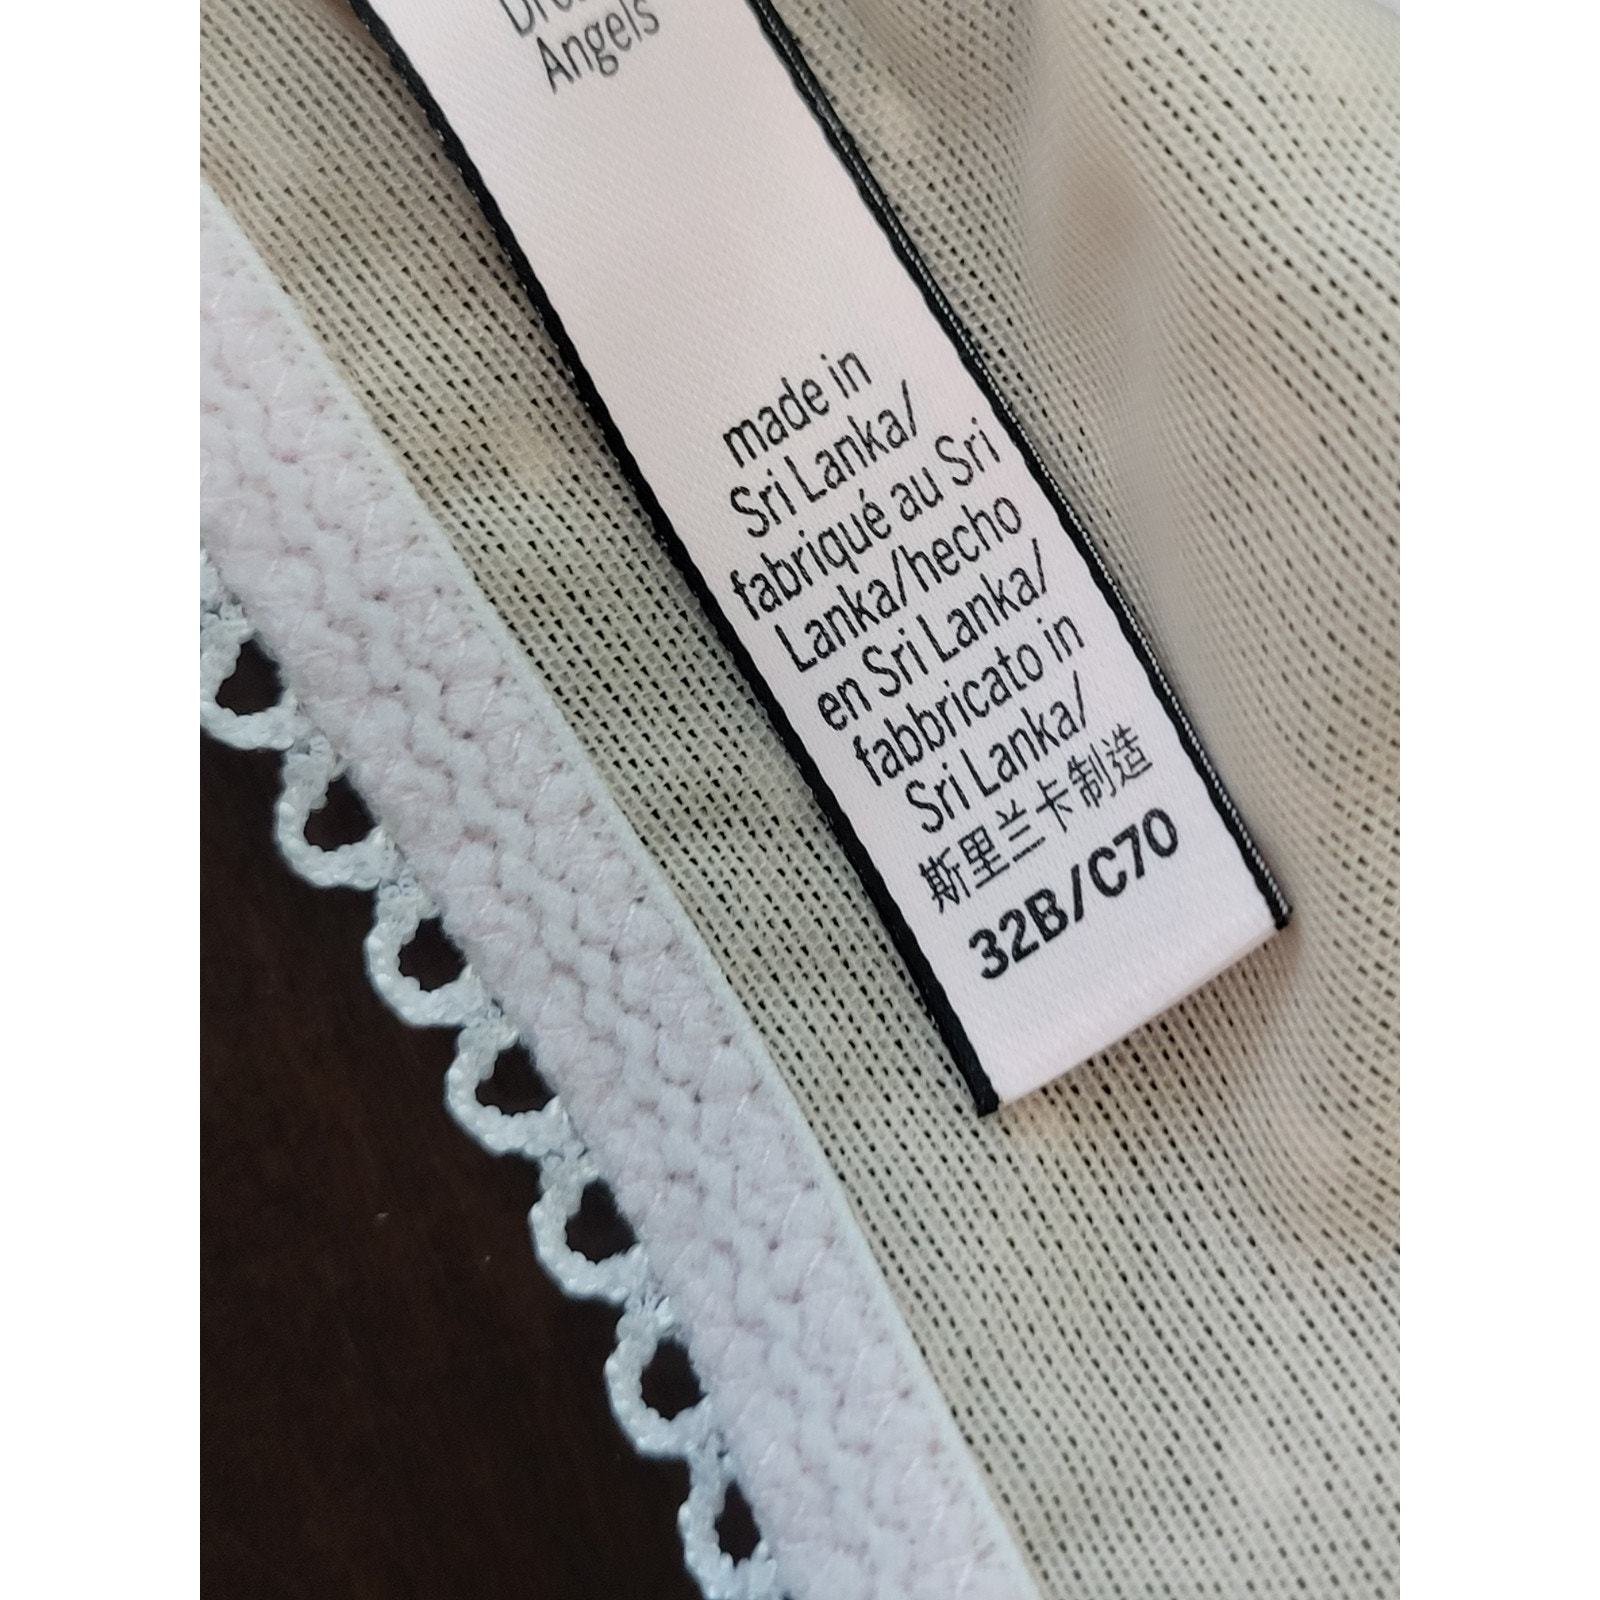 Angels
made in
Sri Lanka/
fabriqué au Sri
Lanka/hecho
en Sri Lanka/
fabbricato in
Sri Lanka/
斯里兰卡制造
32B/C70